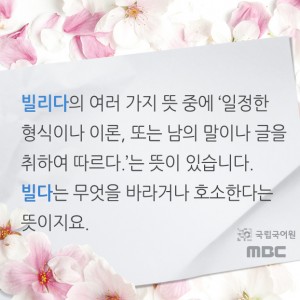 빌리다의 여러 가지 뜻 중에 ‘일정한
형식이나 이론, 또는 남의 말이나 글을
취하여 따르다.’는 뜻이 있습니다.
빌다는 무엇을 바라거나 호소한다는
뜻이지요.
국립국어원
MBC